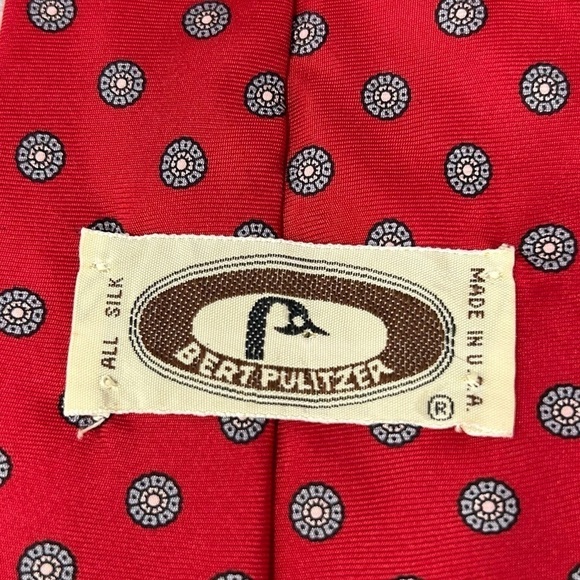 ALL SILK
BERT PULITZER
®
MADE IN U.S.A.